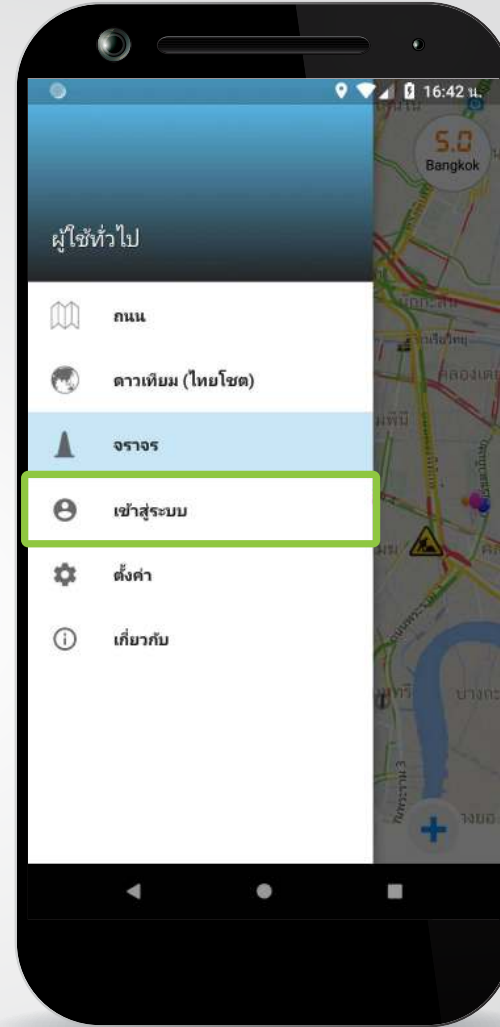 16:42 น.
5.0
Bangkok
ผู้ใช้ทั่วไป
ถนน
ดาวเทียม (ไทยโชต)
จราจร
เข้าสู่ระบบ
ตั้งค่า
เกี่ยวกับ